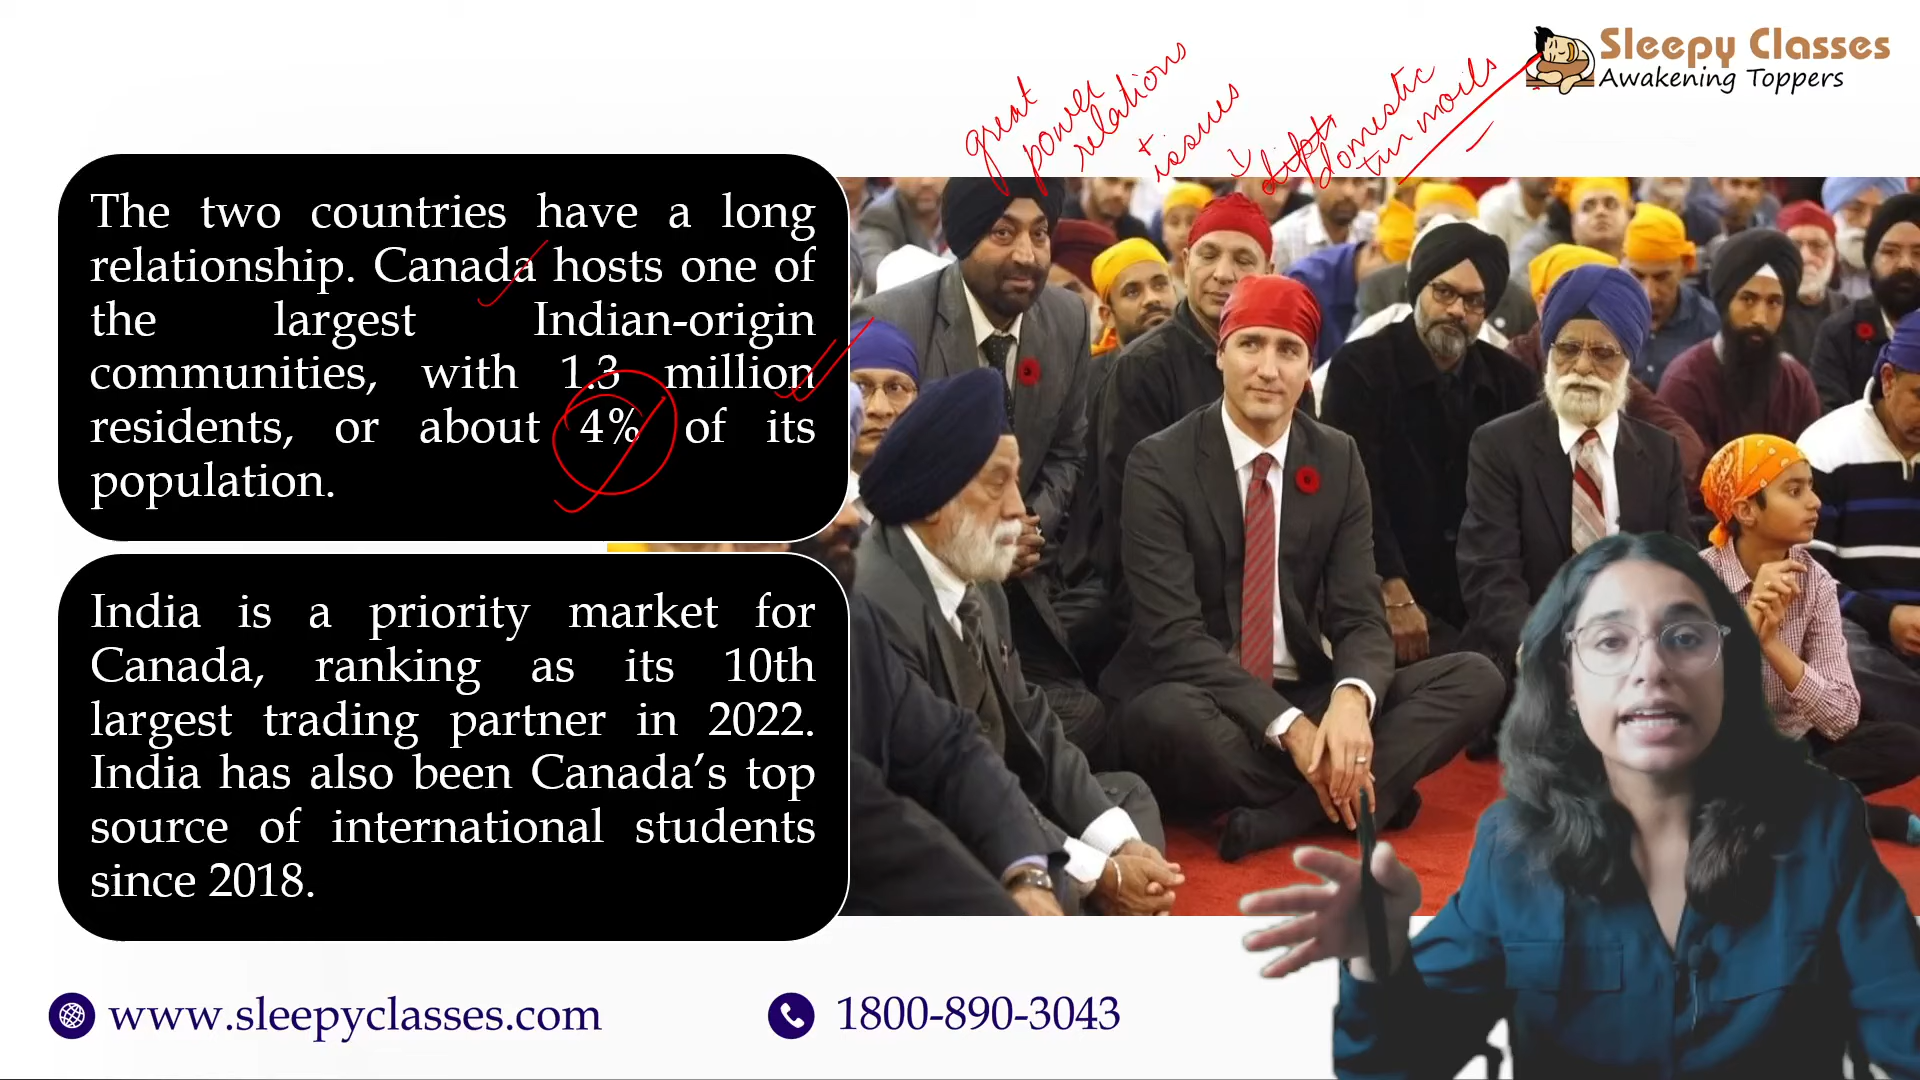 Sleepy Classes
Awakening Toppers
great
power
relations
+
issues
domestic
turmoils
The two countries have a long
relationship. Canada hosts one of
the largest Indian-origin
communities, with 1.3 million
residents, or about 4% of its
population.
India is a priority market for
Canada, ranking as its 10th
largest trading partner in 2022.
India has also been Canada’s top
source of international students
since 2018.
www.sleepyclasses.com
1800-890-3043